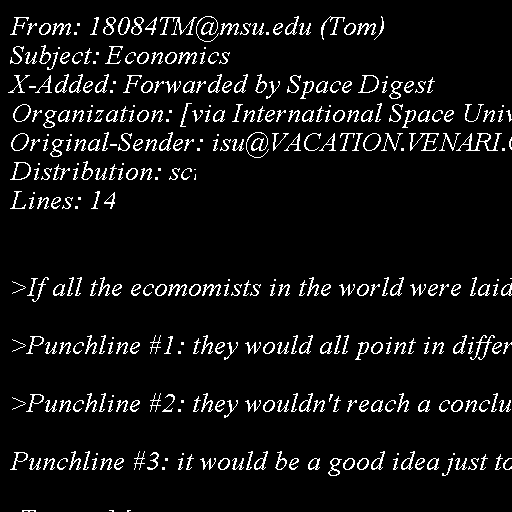 From: 18084TM@msu.edu (Tom)
Subject: Economics
X-Added: Forwarded by Space Digest
Organization: [via International Space Univ
Original-Sender: isu@VACATION.VENARI.
Distribution: sci
Lines: 14
>If all the ecomomists in the world were laid
>Punchline #1: they would all point in differ
>Punchline #2: they wouldn't reach a conclu
Punchline #3: it would be a good idea just to